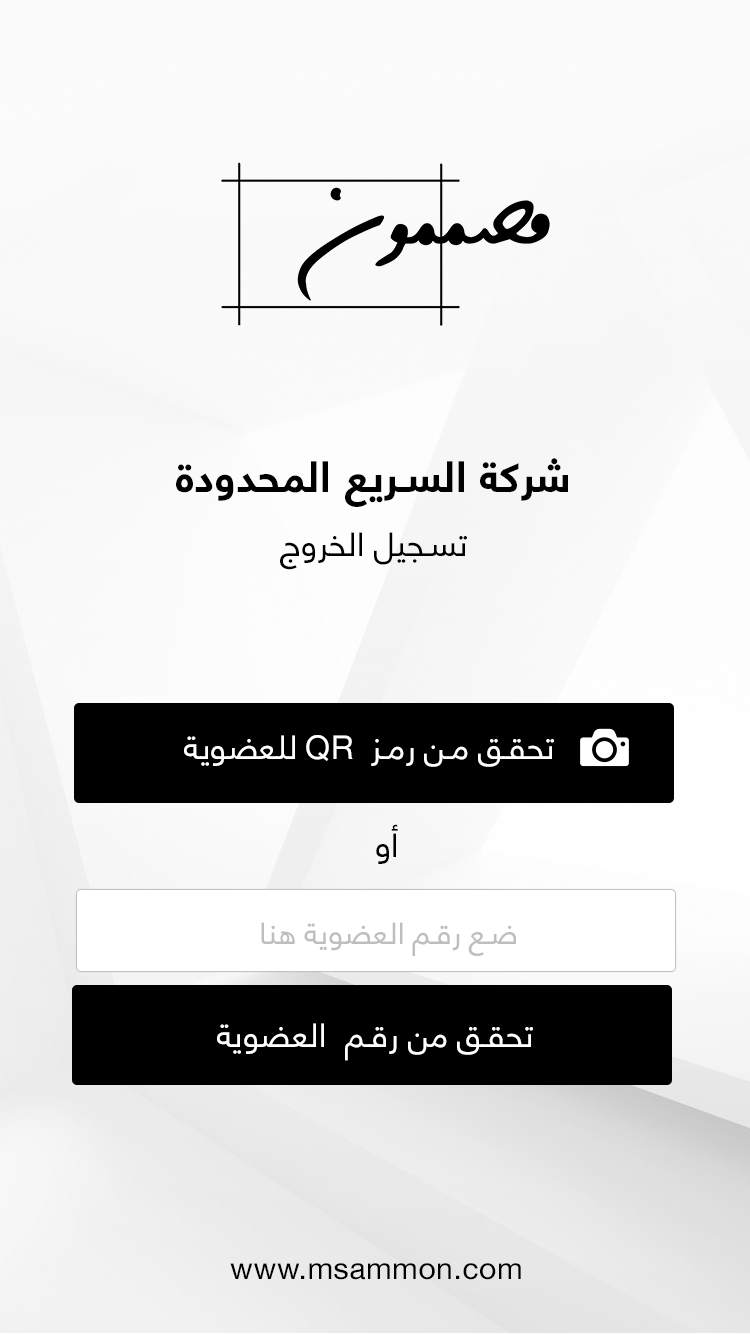 مصممون
شركة السريع المحدودة
تسجيل الخروج
تحقق من رمز QR للعضوية
أو
ضع رقم العضوية هنا
تحقق من رقم العضوية
www.msammon.com